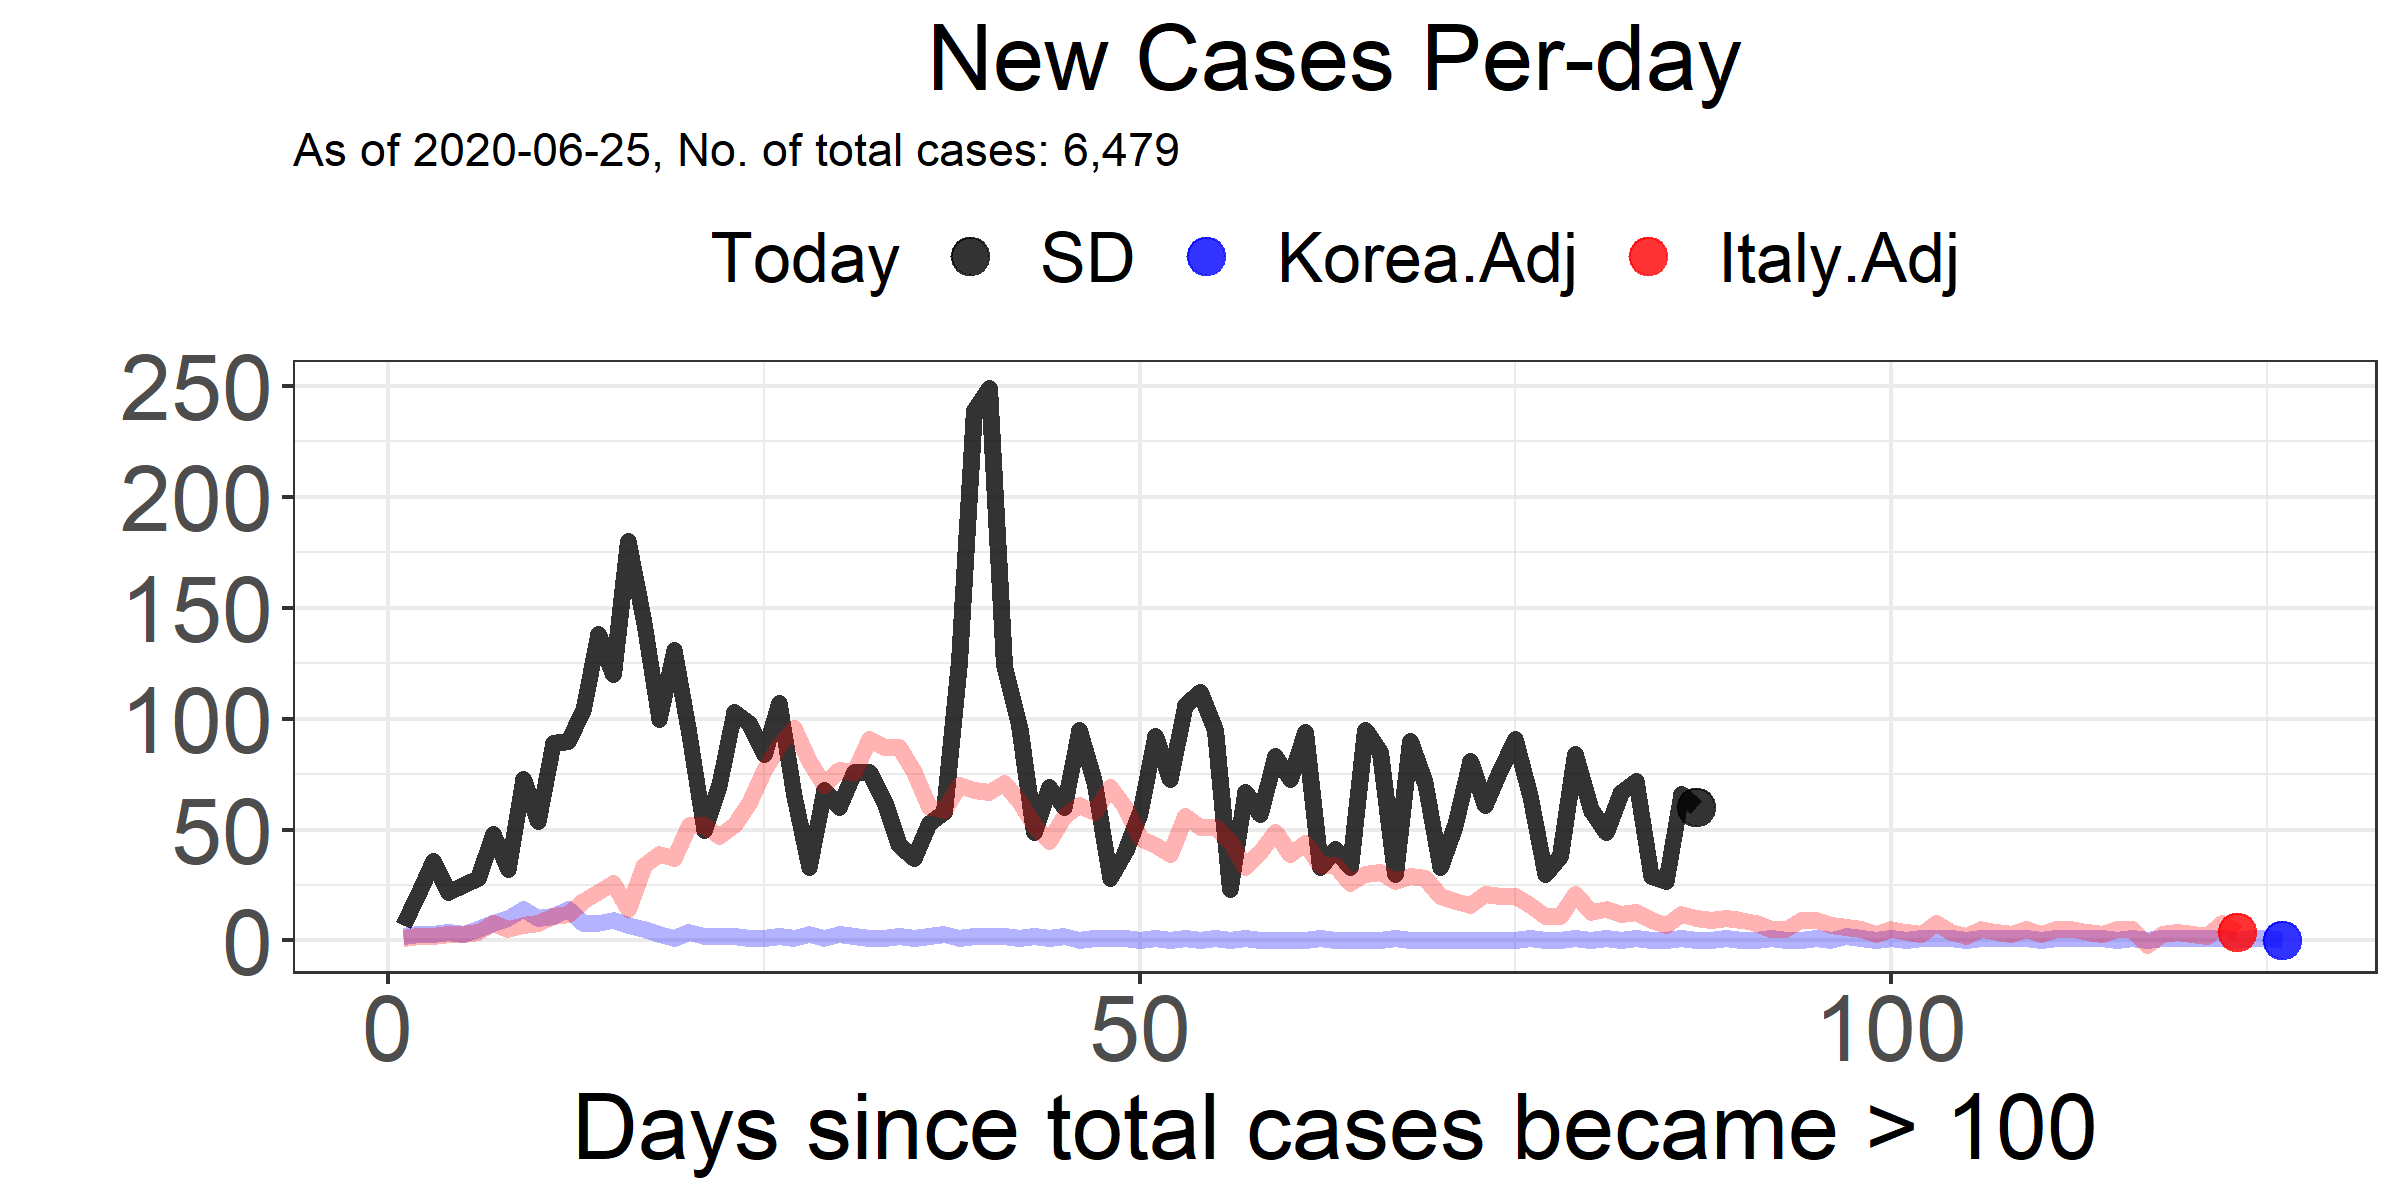 New Cases Per-day
As of 2020-06-25, No. of total cases: 6,479
Today SD Korea.Adj Italy.Adj
250
200
150
100
50
0
0 50 100
Days since total cases became > 100